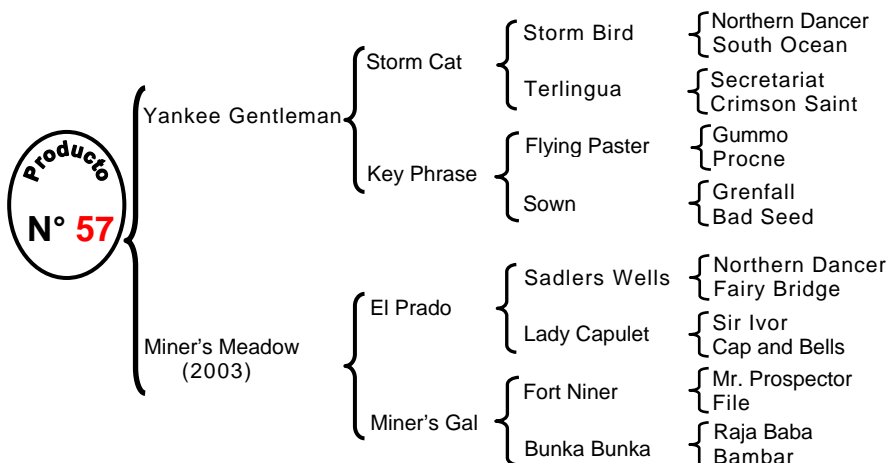 Producto
N° 57
Yankee Gentleman
Miner's Meadow
(2003)
Storm Cat
Key Phrase
El Prado
Miner's Gal
Storm Bird
Terlingua
Flying Paster
Sown
Sadlers Wells
Lady Capulet
Fort Niner
Bunka Bunka
Northern Dancer
South Ocean
Secretariat
Crimson Saint
Gummo
Procne
Grenfall
Bad Seed
Northern Dancer
Fairy Bridge
Sir Ivor
Cap and Bells
Mr. Prospector
File
Raja Baba
Bambar